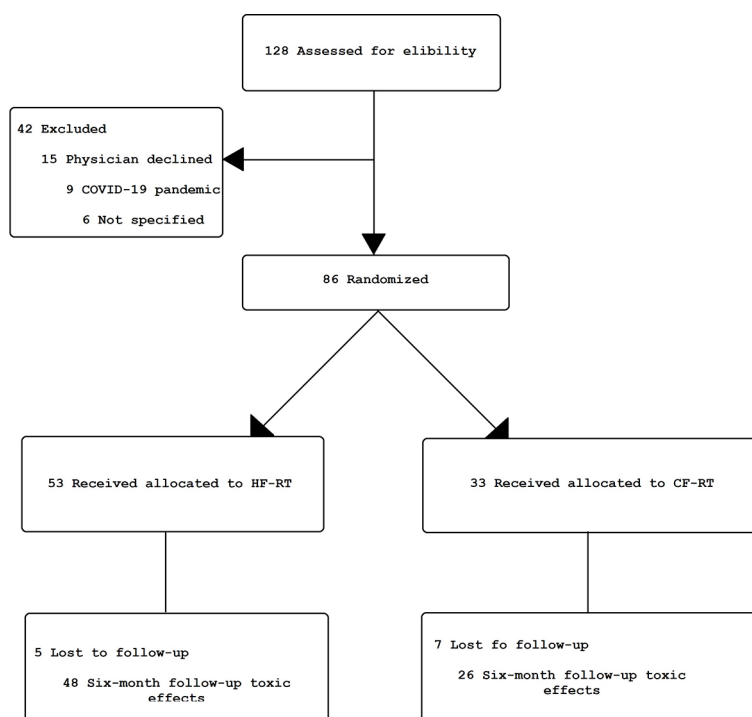 128 Assessed for elibility
42 Excluded
15 Physician declined
9 COVID-19 pandemic
6 Not specified
86 Randomized
53 Received allocated to HF-RT
33 Received allocated to CF-RT
5 Lost to follow-up
48 Six-month follow-up toxic
effects
7 Lost fo follow-up
26 Six-month follow-up toxic
effects